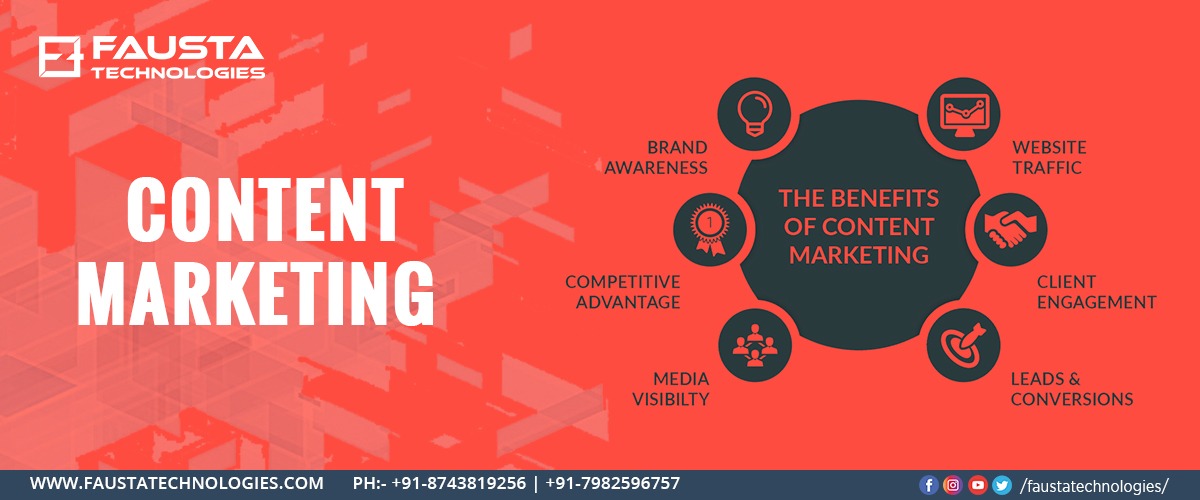 FAUSTA
TECHNOLOGIES
CONTENT
MARKETING
THE BENEFITS
OF CONTENT
MARKETING
BRAND
AWARENESS
WEBSITE
TRAFFIC
1
COMPETITIVE
ADVANTAGE
CLIENT
ENGAGEMENT
MEDIA
VISIBILTY
LEADS &
CONVERSIONS
WWW.FAUSTATECHNOLOGIES.COM PH:- +91-8743819256 | +91-7982596757 /faustatechnologies/